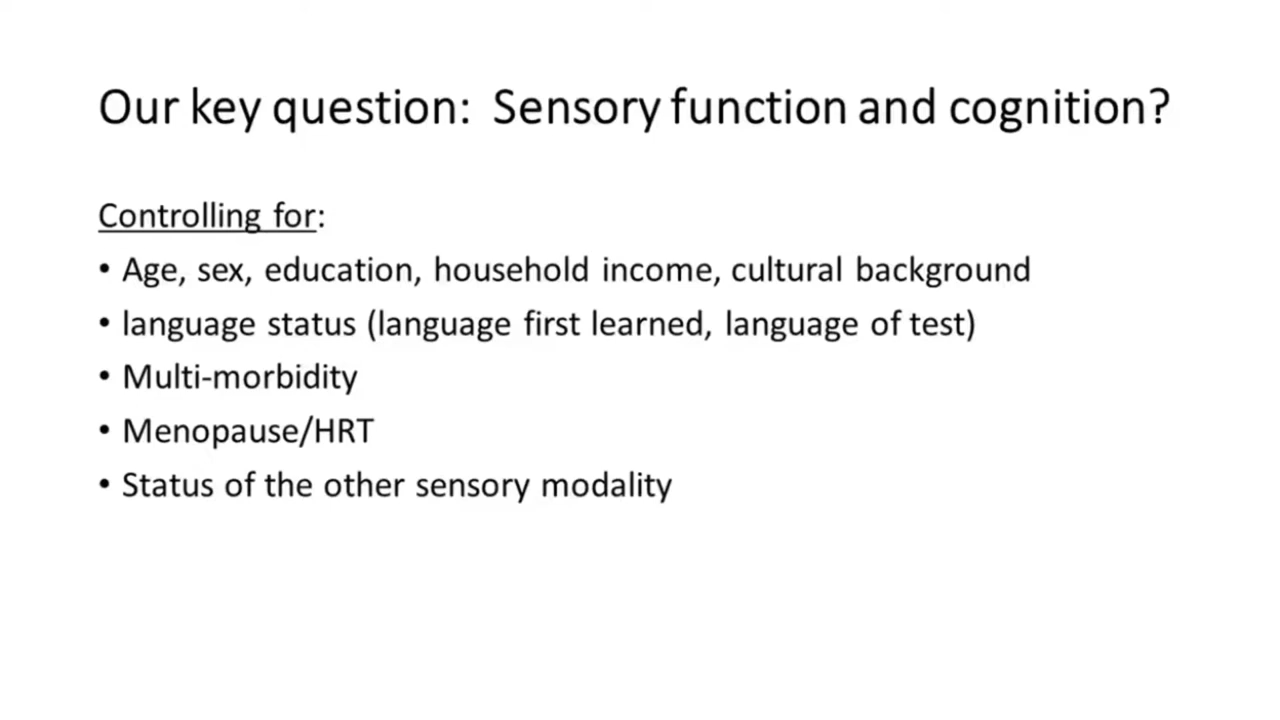 Our key question: Sensory function and cognition?
Controlling for:
• Age, sex, education, household income, cultural background
• language status (language first learned, language of test)
• Multi-morbidity
• Menopause/HRT
• Status of the other sensory modality